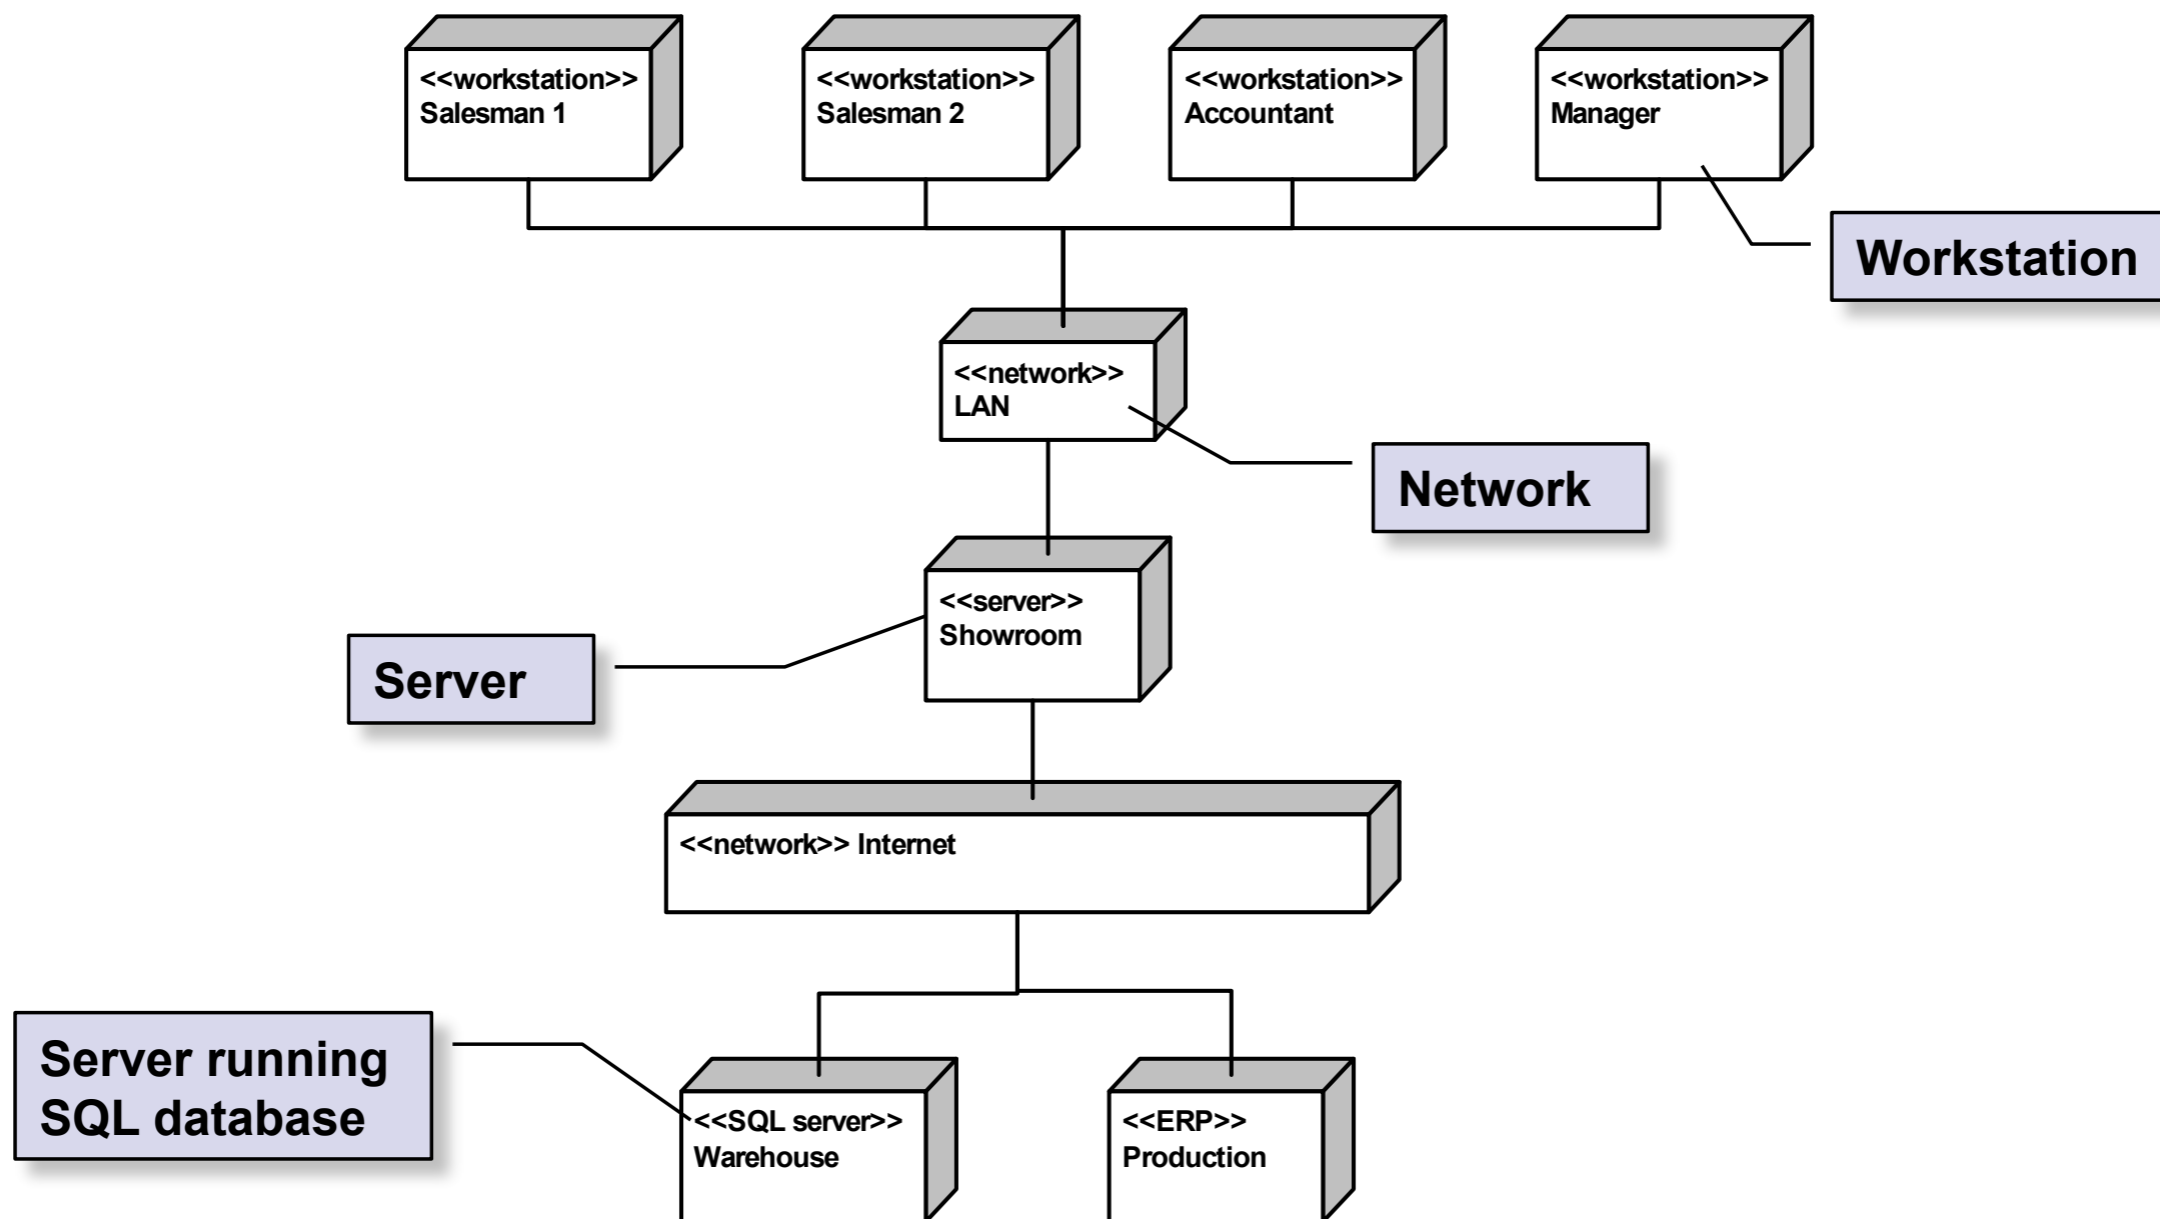 <<workstation>>
Salesman 1
<<workstation>>
Salesman 2
<<workstation>>
Accountant
<<workstation>>
Manager
Workstation
<<network>>
LAN
Network
<<server>>
Showroom
Server
<<network>> Internet
Server running
SQL database
<<SQL server>>
Warehouse
<<ERP>>
Production